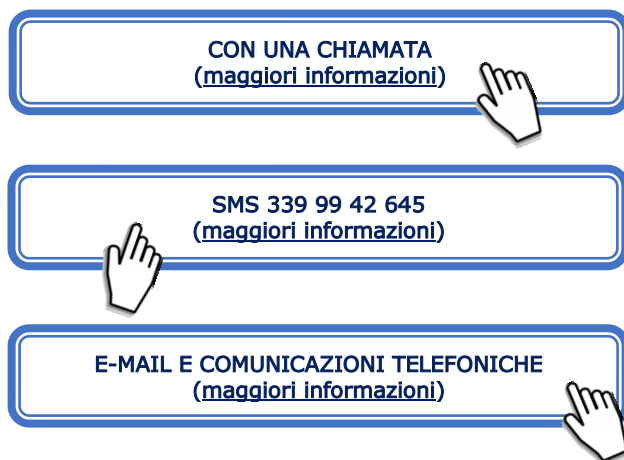 CON UNA CHIAMATA
(maggiori informazioni)
SMS 339 99 42 645
(maggiori informazioni)
E-MAIL E COMUNICAZIONI TELEFONICHE
(maggiori informazioni)